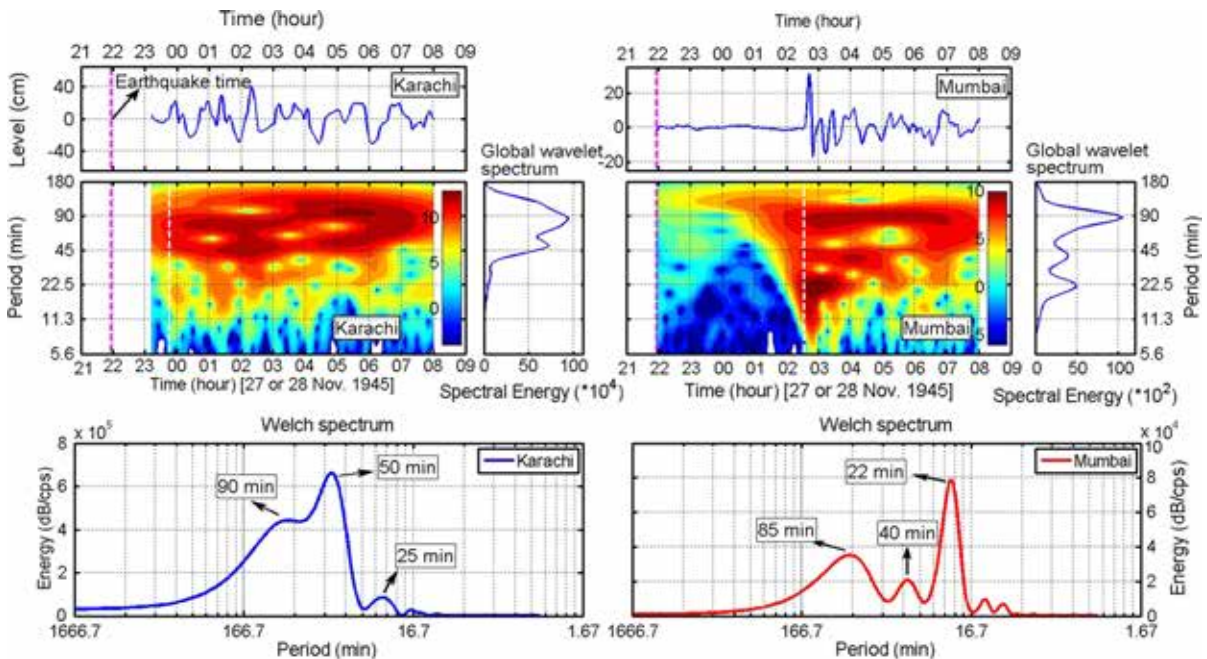 Time (hour)
21 22 23 00 01 02 03 04 05 06 07 08 09
Earthquake time
Karachi
Level (cm)
40
0
-40
Global wavelet
spectrum
Period (min)
180
90
45
22.5
11.3
5.6
10
5
0
Karachi
21 22 23 00 01 02 03 04 05 06 07 08 09
Time (hour) [27 or 28 Nov. 1945]
0 50 100
Spectral Energy (*10^4)
Time (hour)
21 22 23 00 01 02 03 04 05 06 07 08 09
Mumbai
20
0
-20
Global wavelet
spectrum
10
5
0
-5
Mumbai
21 22 23 00 01 02 03 04 05 06 07 08 09
Time (hour) [27 or 28 Nov. 1945]
180
90
45
22.5
11.3
5.6
Period (min)
0 50 100
Spectral Energy (*10^2)
Welch spectrum
x 10^5
Karachi
8
6
4
2
0
Energy (dB/cps)
90 min
50 min
25 min
1666.7 166.7 16.7 1.67
Period (min)
Welch spectrum
x 10^4
Mumbai
10
8
6
4
2
0
Energy (dB/cps)
85 min
40 min
22 min
1666.7 166.7 16.7 1.67
Period (min)